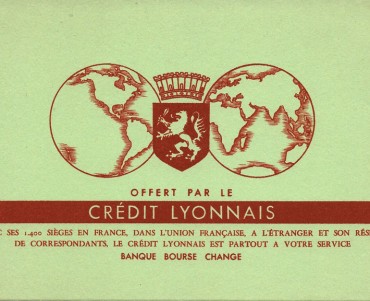 OFFERT PAR LE
CRÉDIT LYONNAIS
SES 1.400 SIÈGES EN FRANCE, DANS L'UNION FRANÇAISE, A L'ÉTRANGER ET SON
DE CORRESPONDANTS, LE CRÉDIT LYONNAIS EST PARTOUT A VOTRE SERVICE
BANQUE BOURSE CHANGE